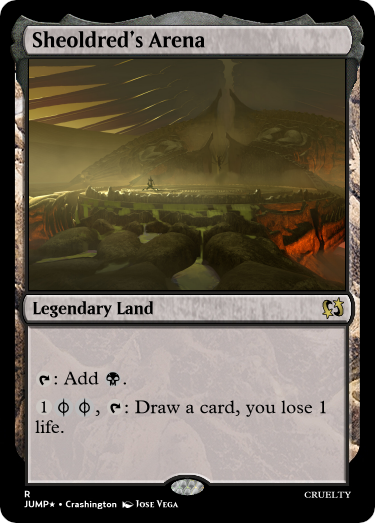 Sheoldred's Arena
Legendary Land
: Add .
1 ϕ ϕ, : Draw a card, you lose 1
life.
R
JUMP★ • Crashington Jose Vega
CRUELTY